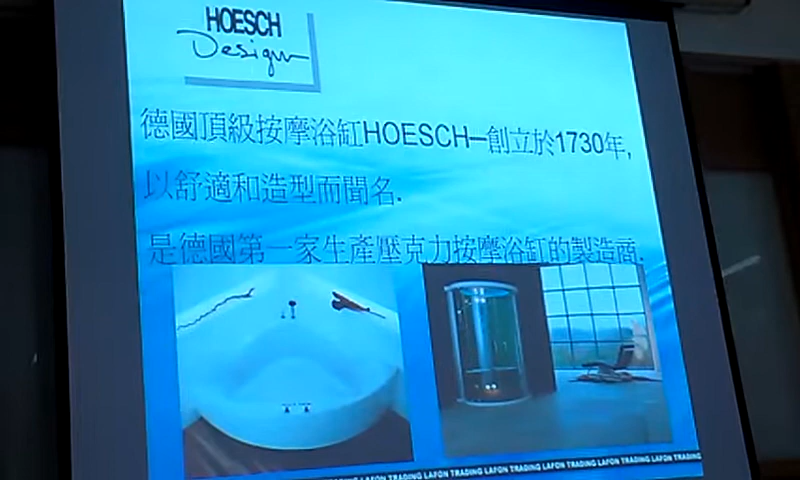 HOESCH
Design
德國頂級按摩浴缸HOESCH—創立於1730年,
以舒適和造型而聞名.
是德國第一家生產壓克力按摩浴缸的製造商.
LAFON TRADING LAFON TRADING LAFON TRADING LAFON TRADING LAFON TRADING LAFON TRADING